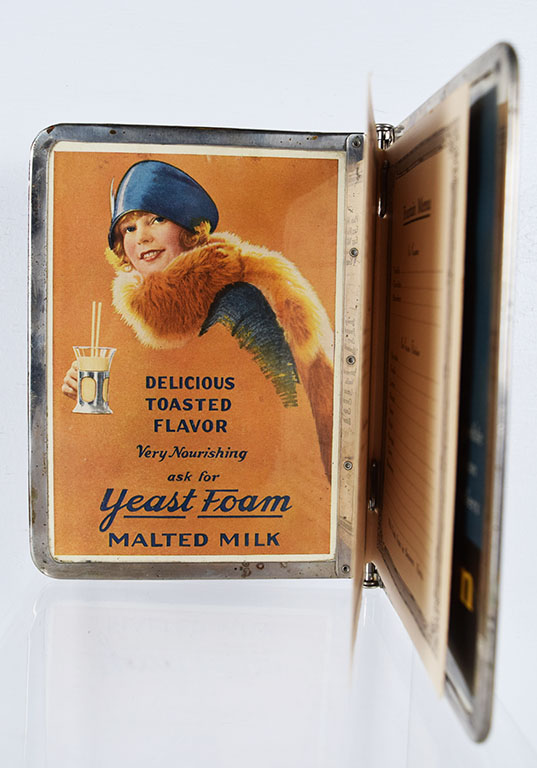 DELICIOUS
TOASTED
FLAVOR
Very Nourishing
ask for
Yeast Foam
MALTED MILK